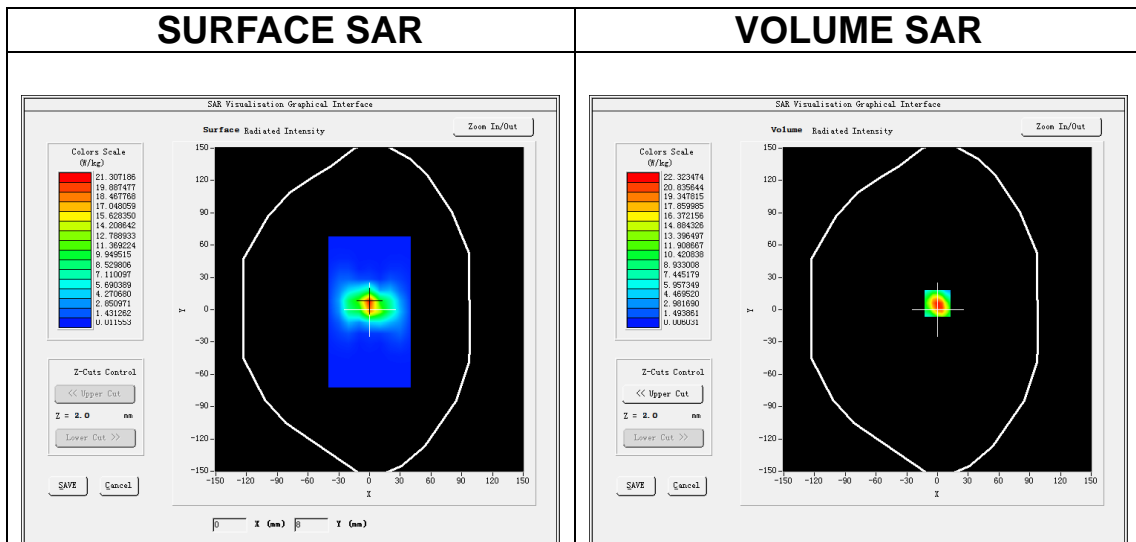 SURFACE SAR
VOLUME SAR
SAR Visualisation Graphical Interface
Surface Radiated Intensity
Zoom In/Out
Colors Scale
(W/kg)
21.307186
19.887477
18.467768
17.048059
15.628350
14.208642
12.788933
11.369224
9.949515
8.529806
7.110097
5.690389
4.270680
2.850971
1.431262
0.011553
150
120
90
60
30
0
-30
-60
-90
-120
-150
Y
-150 -120 -90 -60 -30 0 30 60 90 120 150
X
Z-Cuts Control
<< Upper Cut
Z = 2.0 mm
Lower Cut >>
SAVE Cancel
0 X (mm) 8 Y (mm)
SAR Visualisation Graphical Interface
Volume Radiated Intensity
Zoom In/Out
Colors Scale
(W/kg)
22.323474
20.835644
19.347815
17.859985
16.372156
14.884326
13.396497
11.908667
10.420838
8.933008
7.445179
5.957349
4.469520
2.981690
1.493861
0.006031
150
120
90
60
30
0
-30
-60
-90
-120
-150
Y
-150 -120 -90 -60 -30 0 30 60 90 120 150
X
Z-Cuts Control
<< Upper Cut
Z = 2.0 mm
Lower Cut >>
SAVE Cancel